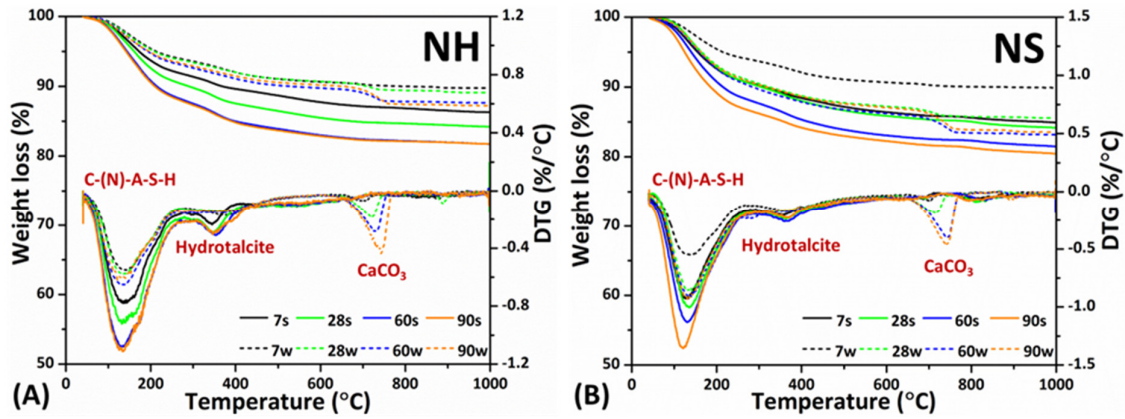 NH
NS
100
90
80
70
60
50
Weight loss (%)
1.2
0.8
0.4
0.0
-0.4
-0.8
-1.2
DTG (%/°C)
C-(N)-A-S-H
Hydrotalcite
CaCO3
7s 28s 60s 90s
7w 28w 60w 90w
0 200 400 600 800 1000
(A) Temperature (°C)
100
90
80
70
60
50
Weight loss (%)
1.5
1.0
0.5
0.0
-0.5
-1.0
-1.5
DTG (%/°C)
C-(N)-A-S-H
Hydrotalcite
CaCO3
7s 28s 60s 90s
7w 28w 60w 90w
0 200 400 600 800 1000
(B) Temperature (°C)